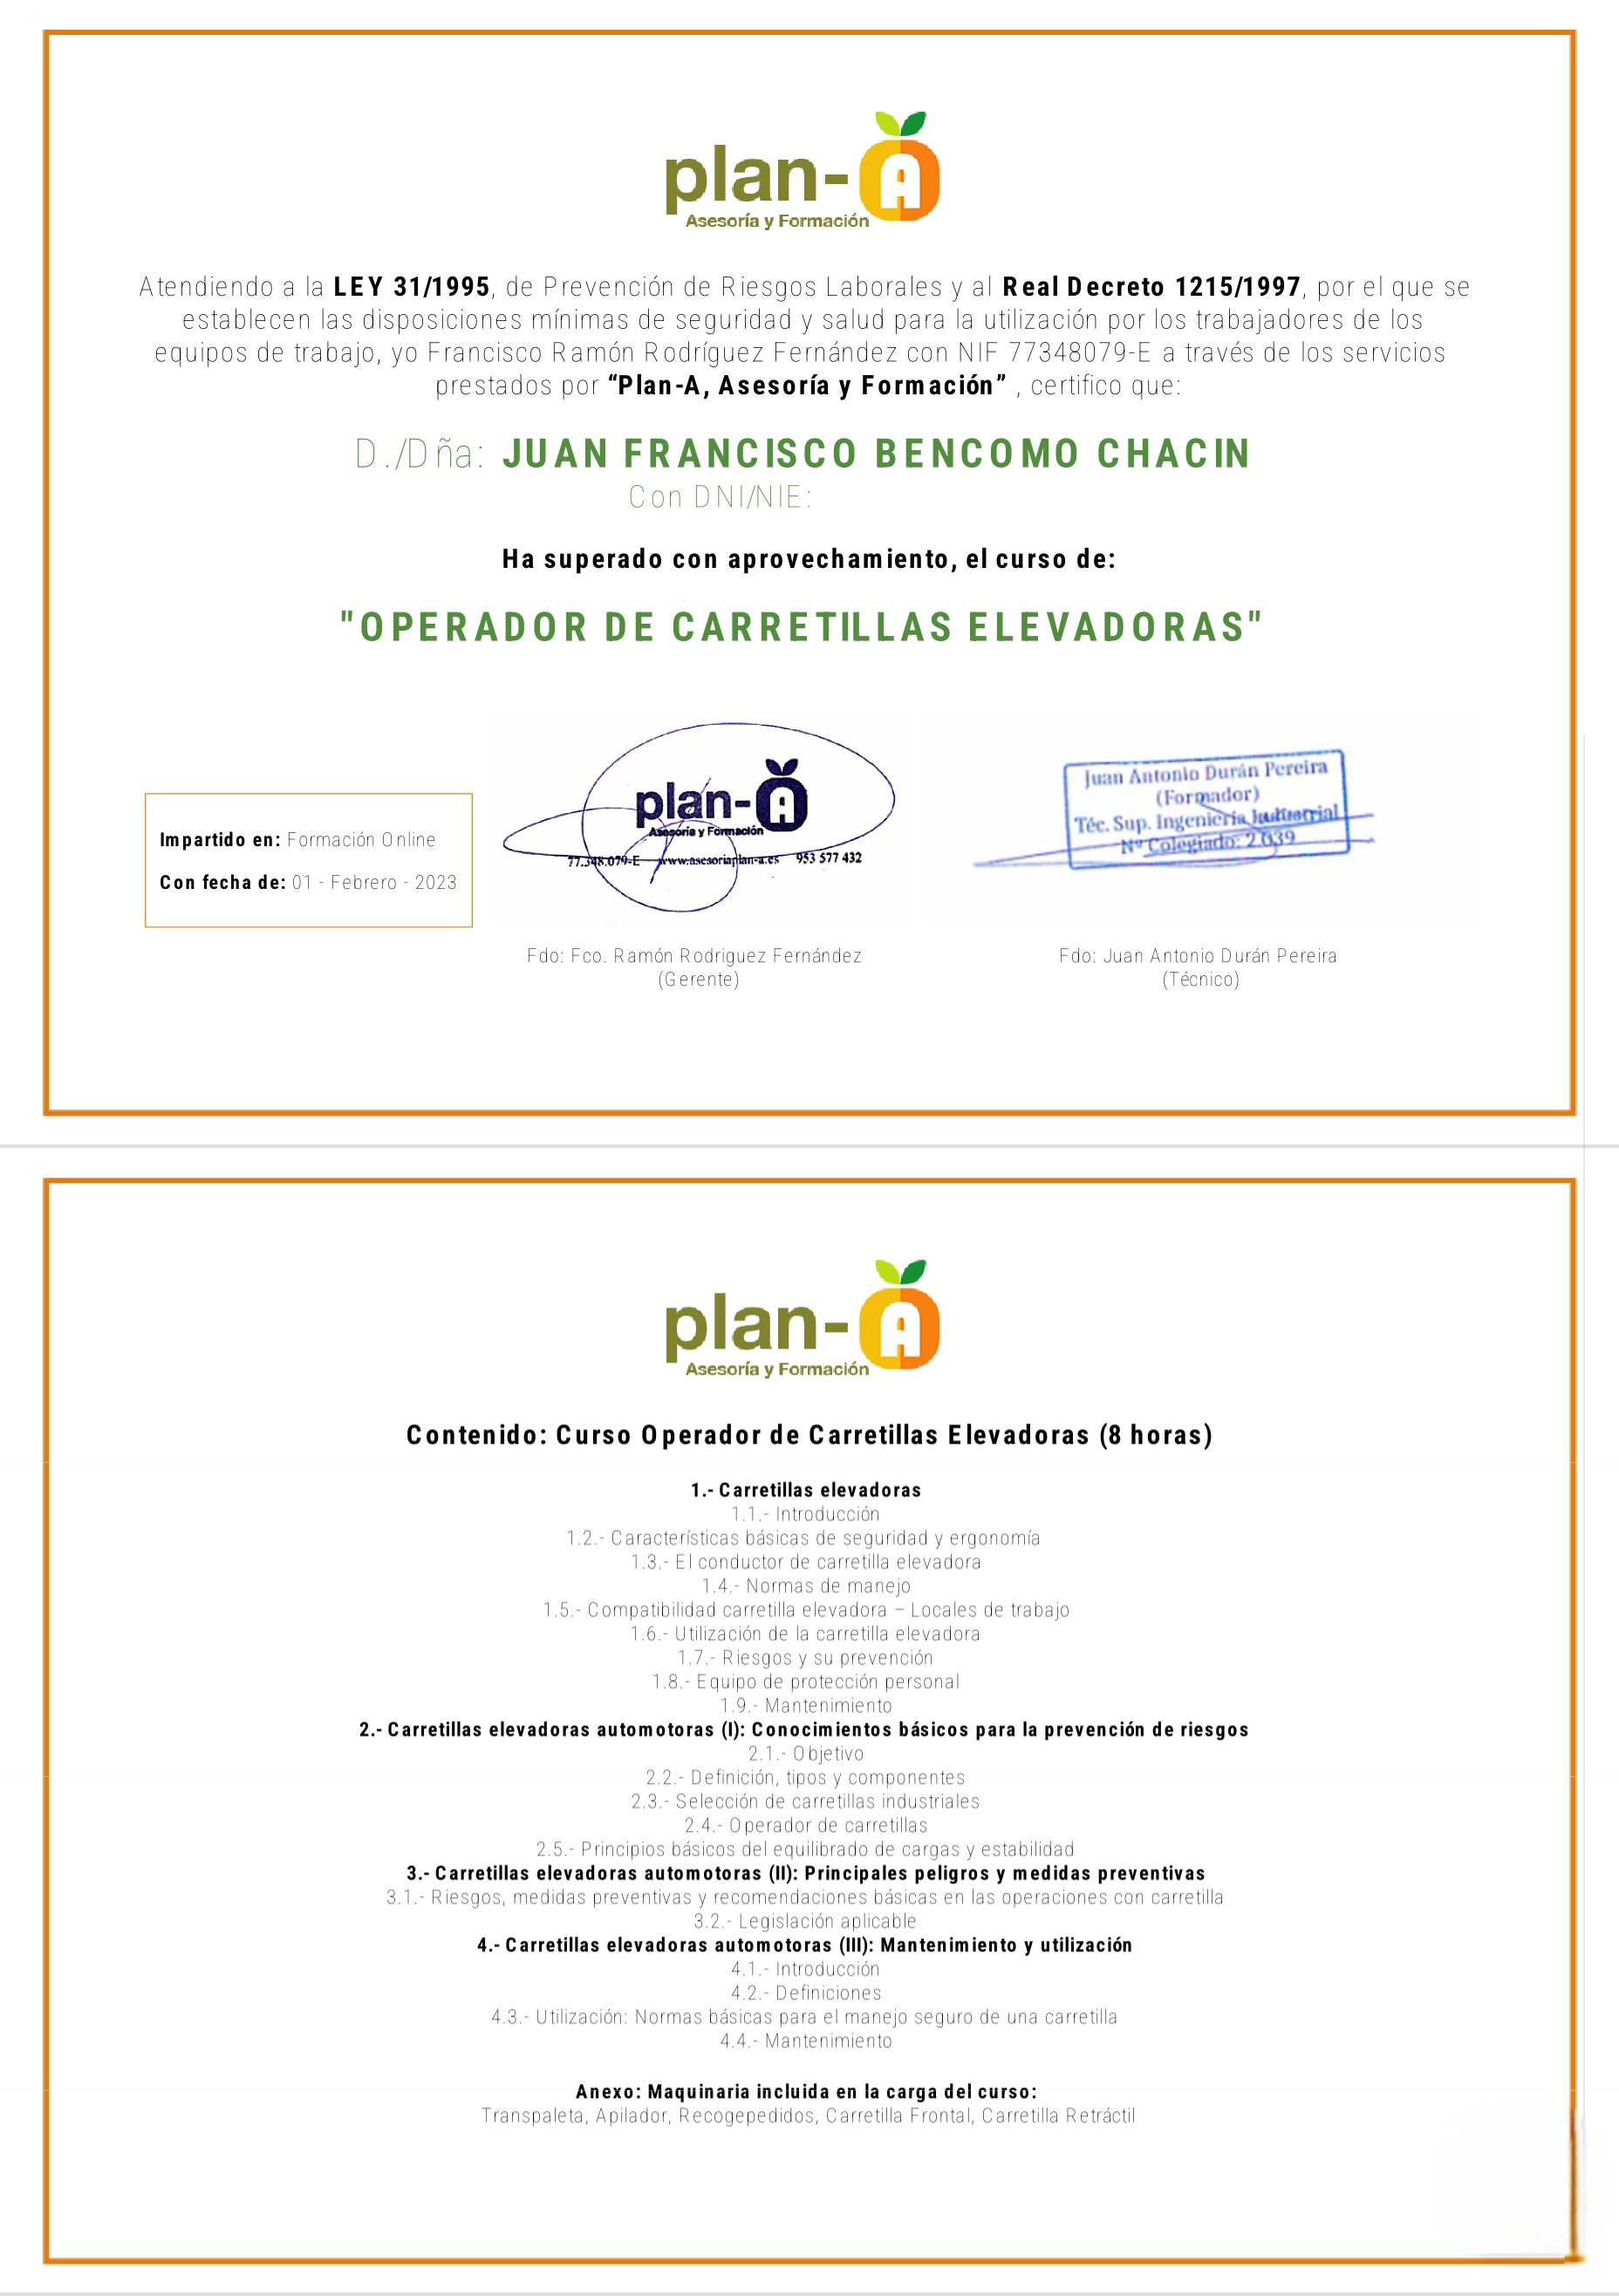 plan-A
Asesoría y Formación
Atendiendo a la LEY 31/1995, de Prevención de Riesgos Laborales y al Real Decreto 1215/1997, por el que se
establecen las disposiciones mínimas de seguridad y salud para la utilización por los trabajadores de los
equipos de trabajo, yo Francisco Ramón Rodríguez Fernández con NIF 77348079-E a través de los servicios
prestados por “Plan-A, Asesoría y Formación” , certifico que:
D./Dña: JUAN FRANCISCO BENCOMO CHACIN
Con DNI/NIE:
Ha superado con aprovechamiento, el curso de:
"OPERADOR DE CARRETILLAS ELEVADORAS"
Impartido en: Formación Online
Con fecha de: 01 - Febrero - 2023
plan-A
Asesoría y Formación
77.348.079-E www.asesoriaplan-a.es 953 577 432
Juan Antonio Durán Pereira
(Formador)
Téc. Sup. Ingeniería Industrial
Nº Colegiado: 2.039
Fdo: Fco. Ramón Rodriguez Fernández
(Gerente)
Fdo: Juan Antonio Durán Pereira
(Técnico)
plan-A
Asesoría y Formación
Contenido: Curso Operador de Carretillas Elevadoras (8 horas)
1.- Carretillas elevadoras
1.1.- Introducción
1.2.- Características básicas de seguridad y ergonomía
1.3.- El conductor de carretilla elevadora
1.4.- Normas de manejo
1.5.- Compatibilidad carretilla elevadora – Locales de trabajo
1.6.- Utilización de la carretilla elevadora
1.7.- Riesgos y su prevención
1.8.- Equipo de protección personal
1.9.- Mantenimiento
2.- Carretillas elevadoras automotoras (I): Conocimientos básicos para la prevención de riesgos
2.1.- Objetivo
2.2.- Definición, tipos y componentes
2.3.- Selección de carretillas industriales
2.4.- Operador de carretillas
2.5.- Principios básicos del equilibrado de cargas y estabilidad
3.- Carretillas elevadoras automotoras (II): Principales peligros y medidas preventivas
3.1.- Riesgos, medidas preventivas y recomendaciones básicas en las operaciones con carretilla
3.2.- Legislación aplicable
4.- Carretillas elevadoras automotoras (III): Mantenimiento y utilización
4.1.- Introducción
4.2.- Definiciones
4.3.- Utilización: Normas básicas para el manejo seguro de una carretilla
4.4.- Mantenimiento
Anexo: Maquinaria incluida en la carga del curso:
Transpaleta, Apilador, Recogepedidos, Carretilla Frontal, Carretilla Retráctil